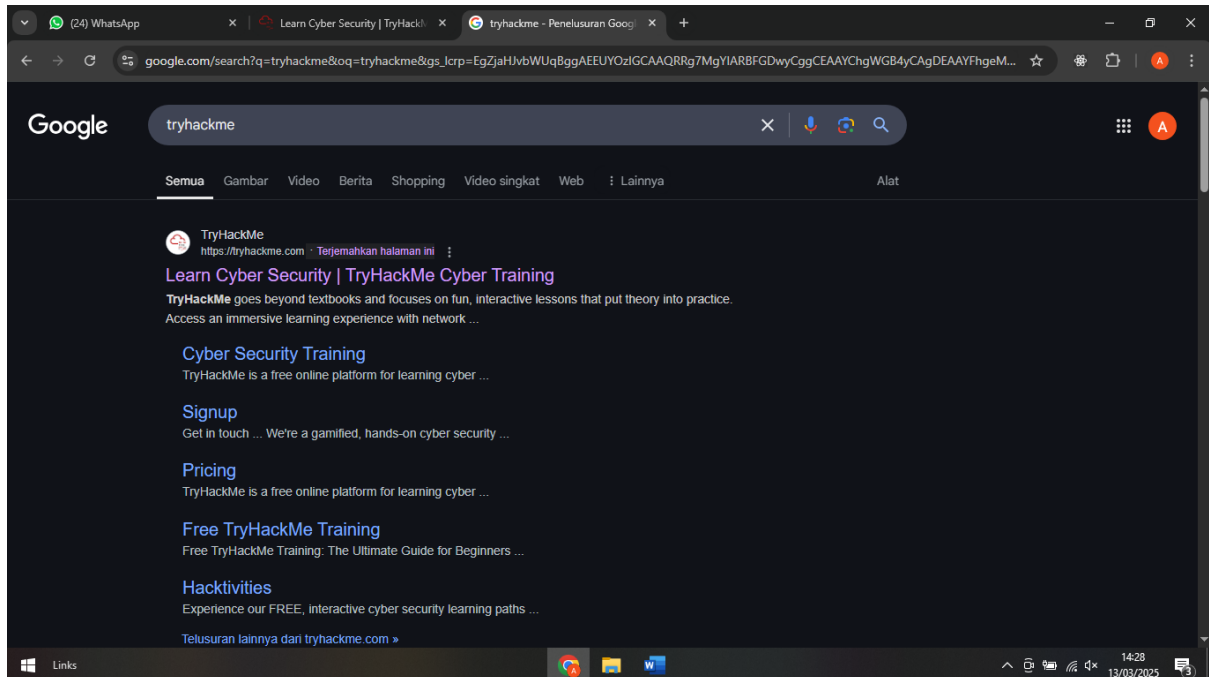 (24) WhatsApp
Learn Cyber Security | TryHackM
tryhackme - Penelusuran Googl
google.com/search?q=tryhackme&oq=tryhackme&gs_lcrp=EgZjaHJvbWUqBggAEEUYOzIGCAAQRRg7MgYIARBFGDwyCggCEAAYChgWGB4yCAgDEAAYFhgeM...
A
Google
tryhackme
A
Semua Gambar Video Berita Shopping Video singkat Web Lainnya Alat
TryHackMe
https://tryhackme.com · Terjemahkan halaman ini
Learn Cyber Security | TryHackMe Cyber Training
TryHackMe goes beyond textbooks and focuses on fun, interactive lessons that put theory into practice.
Access an immersive learning experience with network ...
Cyber Security Training
TryHackMe is a free online platform for learning cyber ...
Signup
Get in touch ... We're a gamified, hands-on cyber security ...
Pricing
TryHackMe is a free online platform for learning cyber ...
Free TryHackMe Training
Free TryHackMe Training: The Ultimate Guide for Beginners ...
Hacktivities
Experience our FREE, interactive cyber security learning paths ...
Telusuran lainnya dari tryhackme.com »
Links
14:28
13/03/2025
3